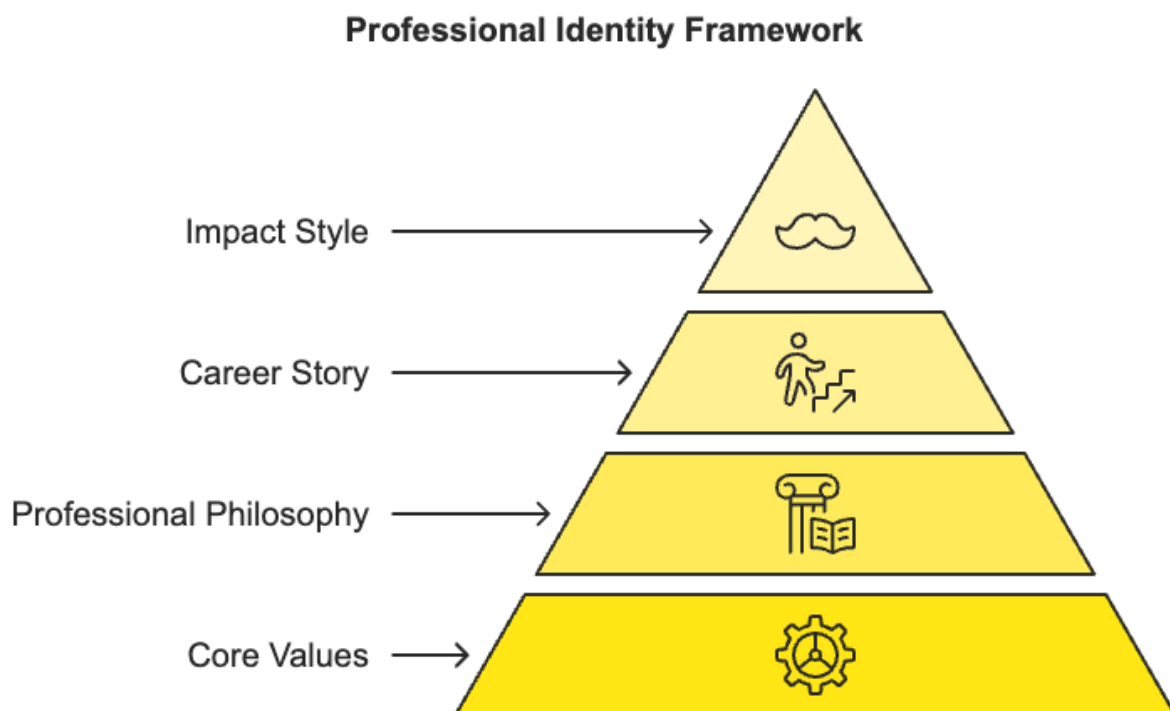 Professional Identity Framework
Impact Style
Career Story
Professional Philosophy
Core Values